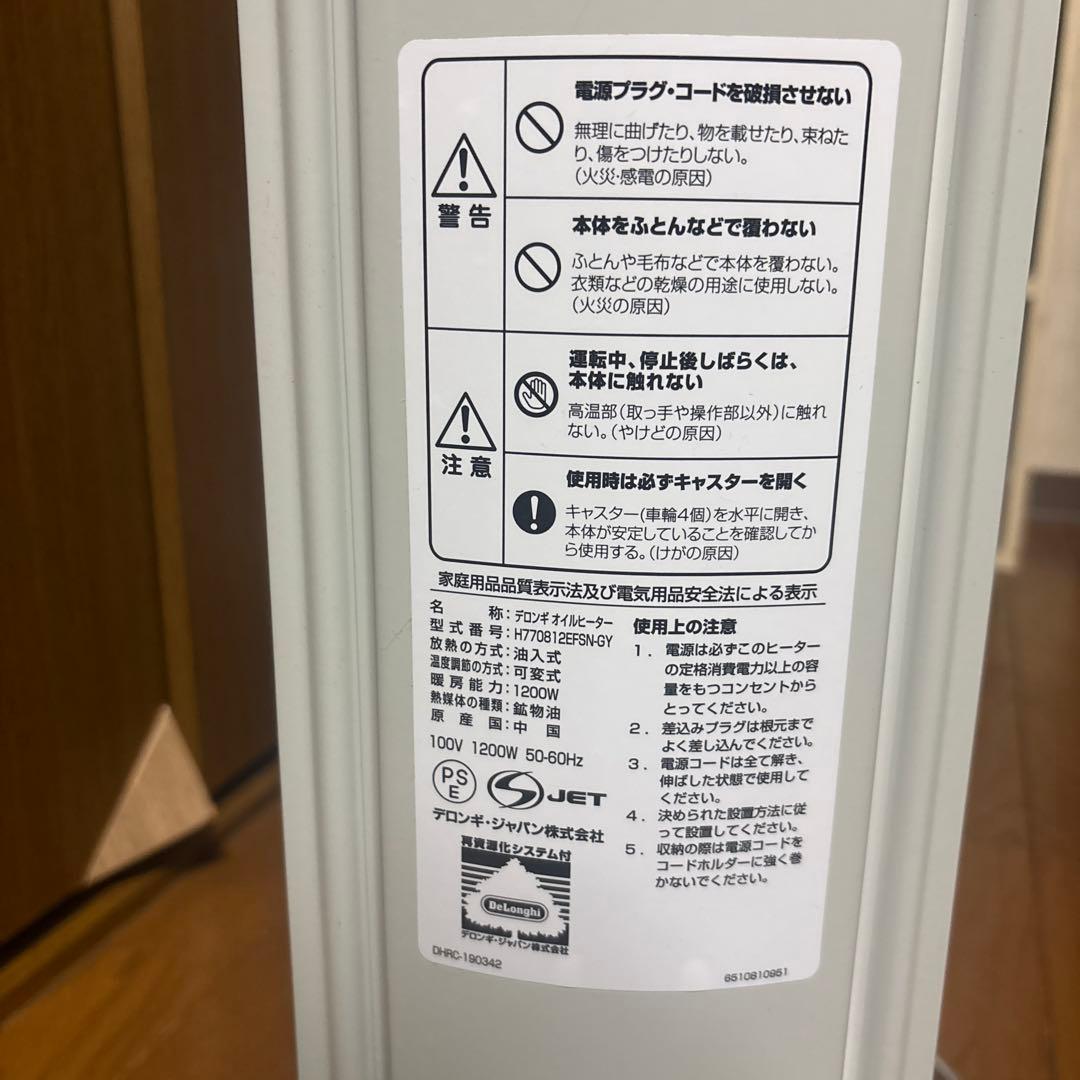 警告
電源プラグ・コードを破損させない
無理に曲げたり、物を載せたり、束ねた
り、傷をつけたりしない。
(火災・感電の原因)
本体をふとんなどで覆わない
ふとんや毛布などで本体を覆わない。
衣類などの乾燥の用途に使用しない。
(火災の原因)
注意
運転中、停止後しばらくは、
本体に触れない
高温部(取っ手や操作部以外)に触れ
ない。(やけどの原因)
使用時は必ずキャスターを開く
キャスター(車輪4個)を水平に開き、
本体が安定していることを確認してか
ら使用する。(けがの原因)
家庭用品品質表示法及び電気用品安全法による表示
名称:デロンギ オイルヒーター
型式番号:H770812EFSN-GY
放熱の方式:油入式
温度調節の方式:可変式
暖房能力:1200W
熱媒体の種類:鉱物油
原産国:中国
100V 1200W 50-60Hz
PS
E
JET
デロンギ・ジャパン株式会社
再資源化システム付
DeLonghi
デロンギ・ジャパン株式会社
DHRC-190342
使用上の注意
1. 電源は必ずこのヒーター
の定格消費電力以上の容
量をもつコンセントから
とってください。
2. 差込みプラグは根元まで
よく差し込んでください。
3. 電源コードは全て解き、
伸ばした状態で使用して
ください。
4. 決められた設置方法に従
って設置してください。
5. 収納の際は電源コードを
コードホルダーに強く巻
かないでください。
6510810951